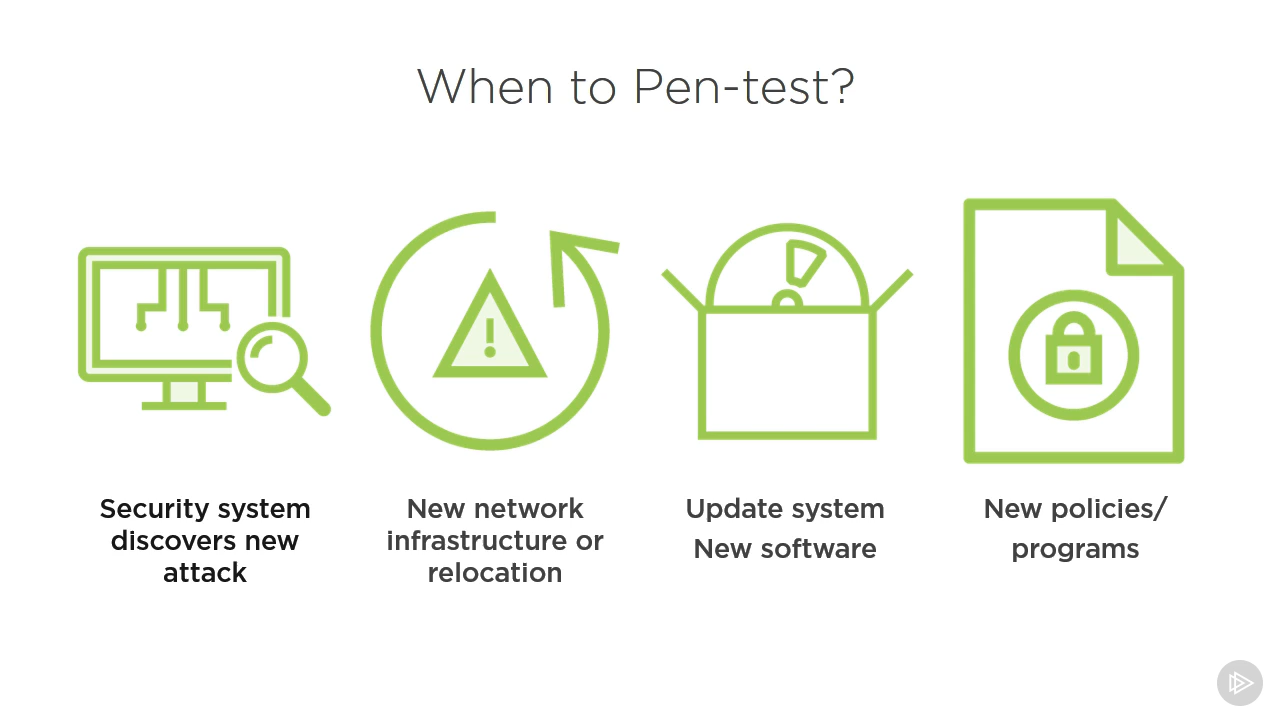 When to Pen-test?
Security system
discovers new
attack
New network
infrastructure or
relocation
Update system
New software
New policies/
programs